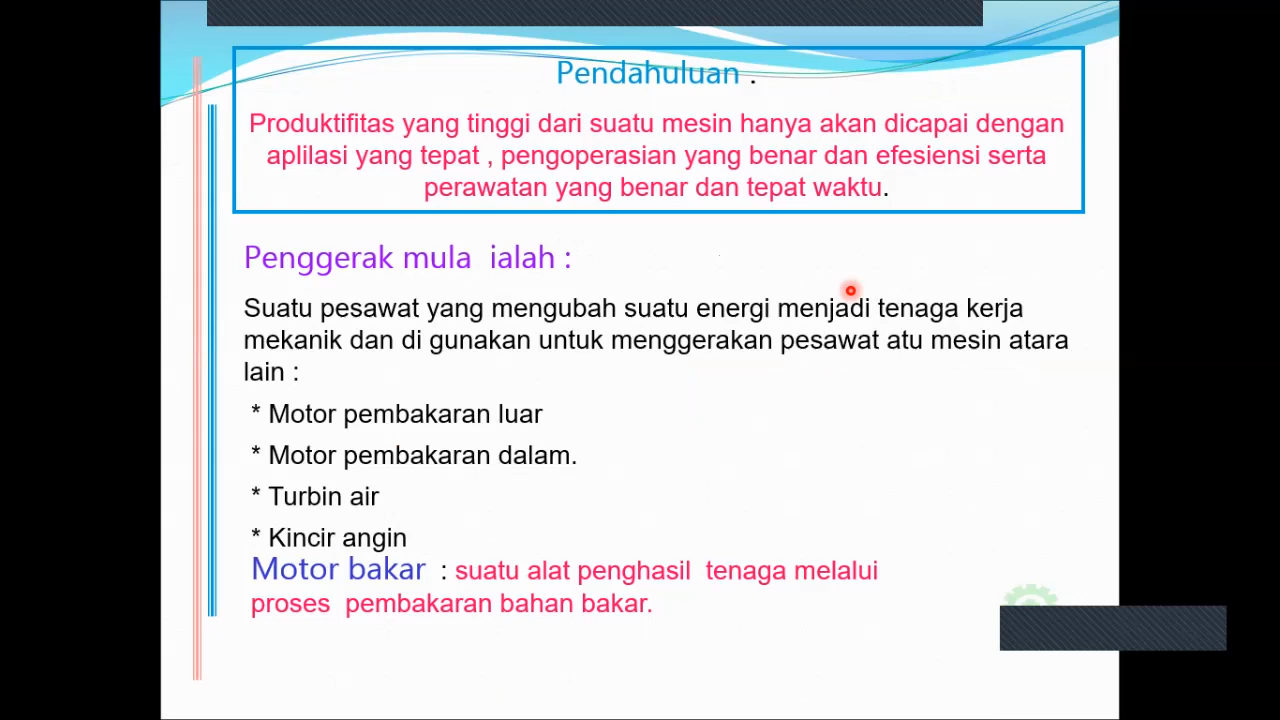 Pendahuluan .
Produktifitas yang tinggi dari suatu mesin hanya akan dicapai dengan
aplilasi yang tepat , pengoperasian yang benar dan efesiensi serta
perawatan yang benar dan tepat waktu.
Penggerak mula ialah :
Suatu pesawat yang mengubah suatu energi menjadi tenaga kerja
mekanik dan di gunakan untuk menggerakan pesawat atu mesin atara
lain :
* Motor pembakaran luar
* Motor pembakaran dalam.
* Turbin air
* Kincir angin
Motor bakar : suatu alat penghasil tenaga melalui
proses pembakaran bahan bakar.